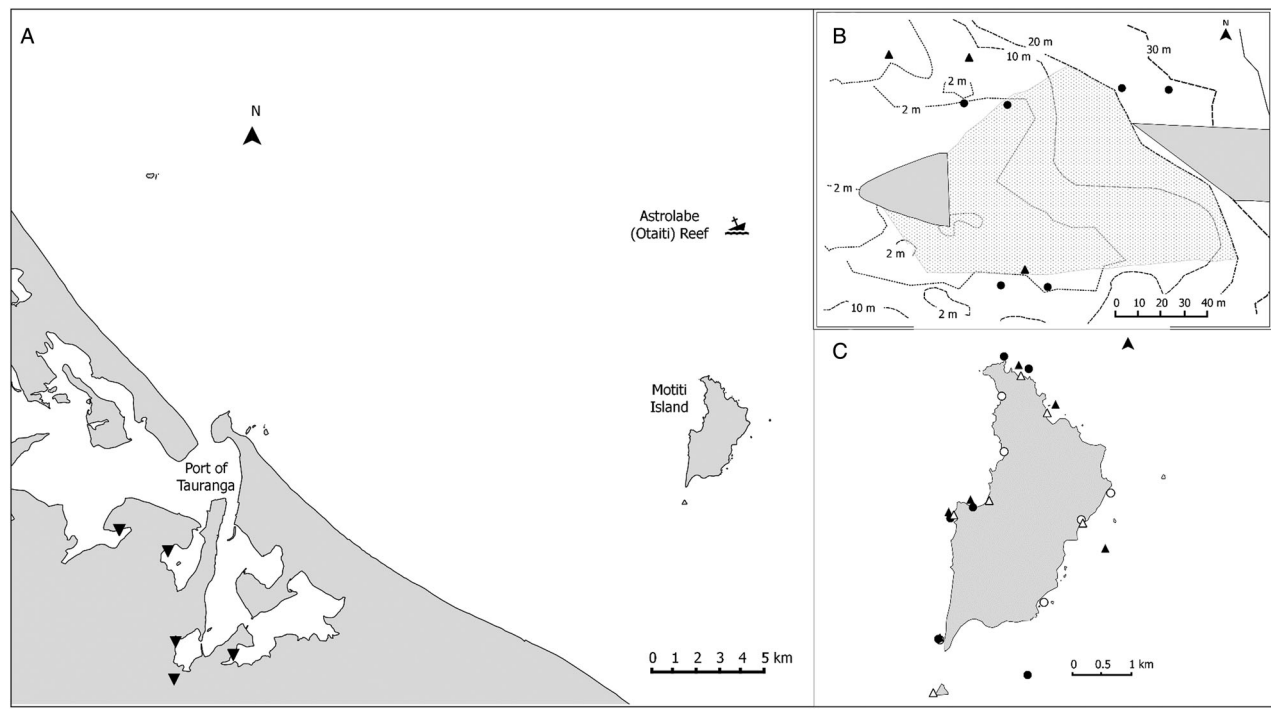 A
N
Astrolabe
(Otaiti) Reef
Motiti
Island
Port of
Tauranga
0 1 2 3 4 5 km
B
N
20 m
10 m
30 m
2 m
2 m
2 m
2 m
10 m
2 m
0 10 20 30 40 m
C
0 0.5 1 km